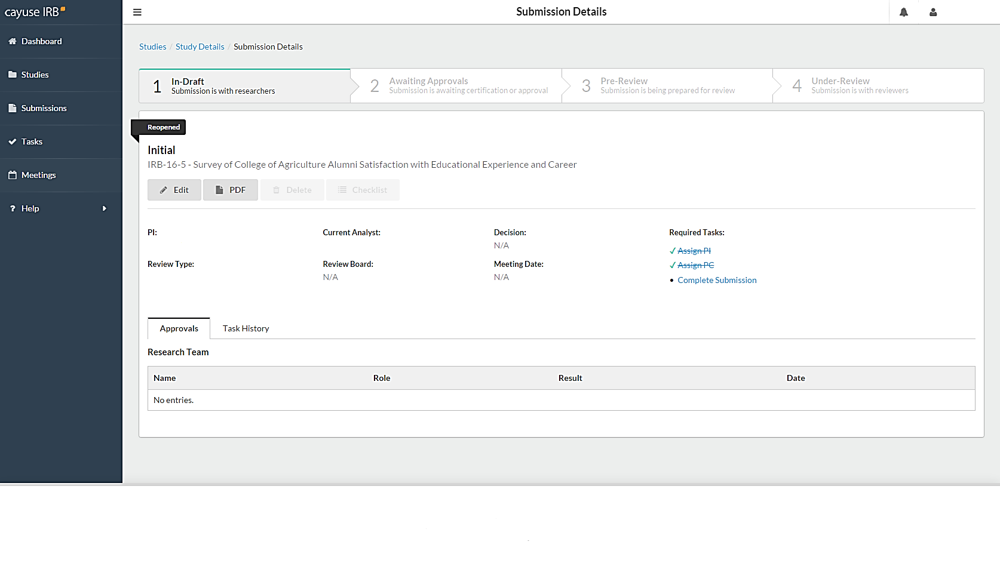 cayuse IRB
Submission Details
Dashboard
Studies
Submissions
Tasks
Meetings
? Help
Studies / Study Details / Submission Details
1 In-Draft
Submission is with researchers
2 Awaiting Approvals
Submission is awaiting certification or approval
3 Pre-Review
Submission is being prepared for review
4 Under-Review
Submission is with reviewers
Reopened
Initial
IRB-16-5 - Survey of College of Agriculture Alumni Satisfaction with Educational Experience and Career
Edit PDF Delete Checklist
PI: Current Analyst: Decision: Required Tasks:
N/A
Assign PI
Assign PC
Complete Submission
Review Type: Review Board: Meeting Date:
N/A N/A
Approvals Task History
Research Team
Name Role Result Date
No entries.